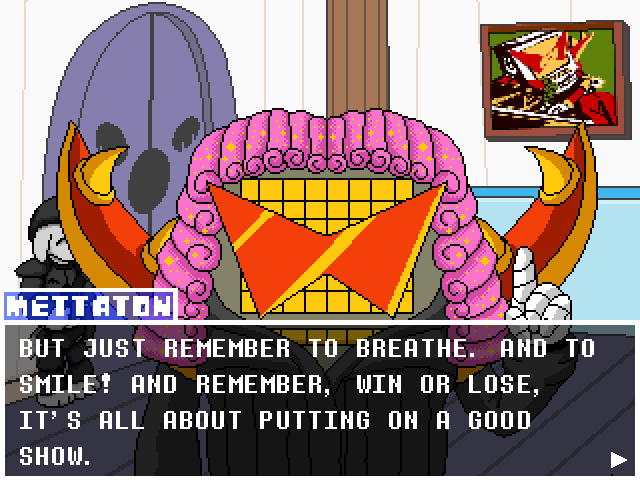 METTATON
BUT JUST REMEMBER TO BREATHE. AND TO
SMILE! AND REMEMBER, WIN OR LOSE,
IT'S ALL ABOUT PUTTING ON A GOOD
SHOW.